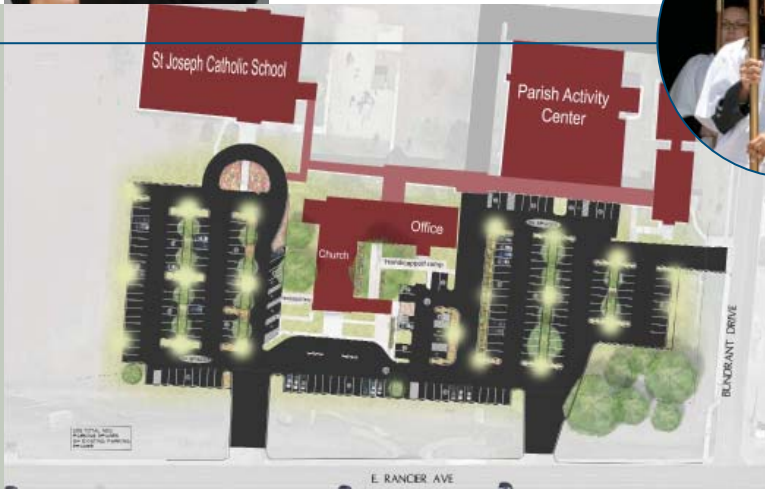 St Joseph Catholic School
Parish Activity
Center
Office
Church
Handicapped ramp
BUNDRANT DRIVE
E. RANCIER AVE